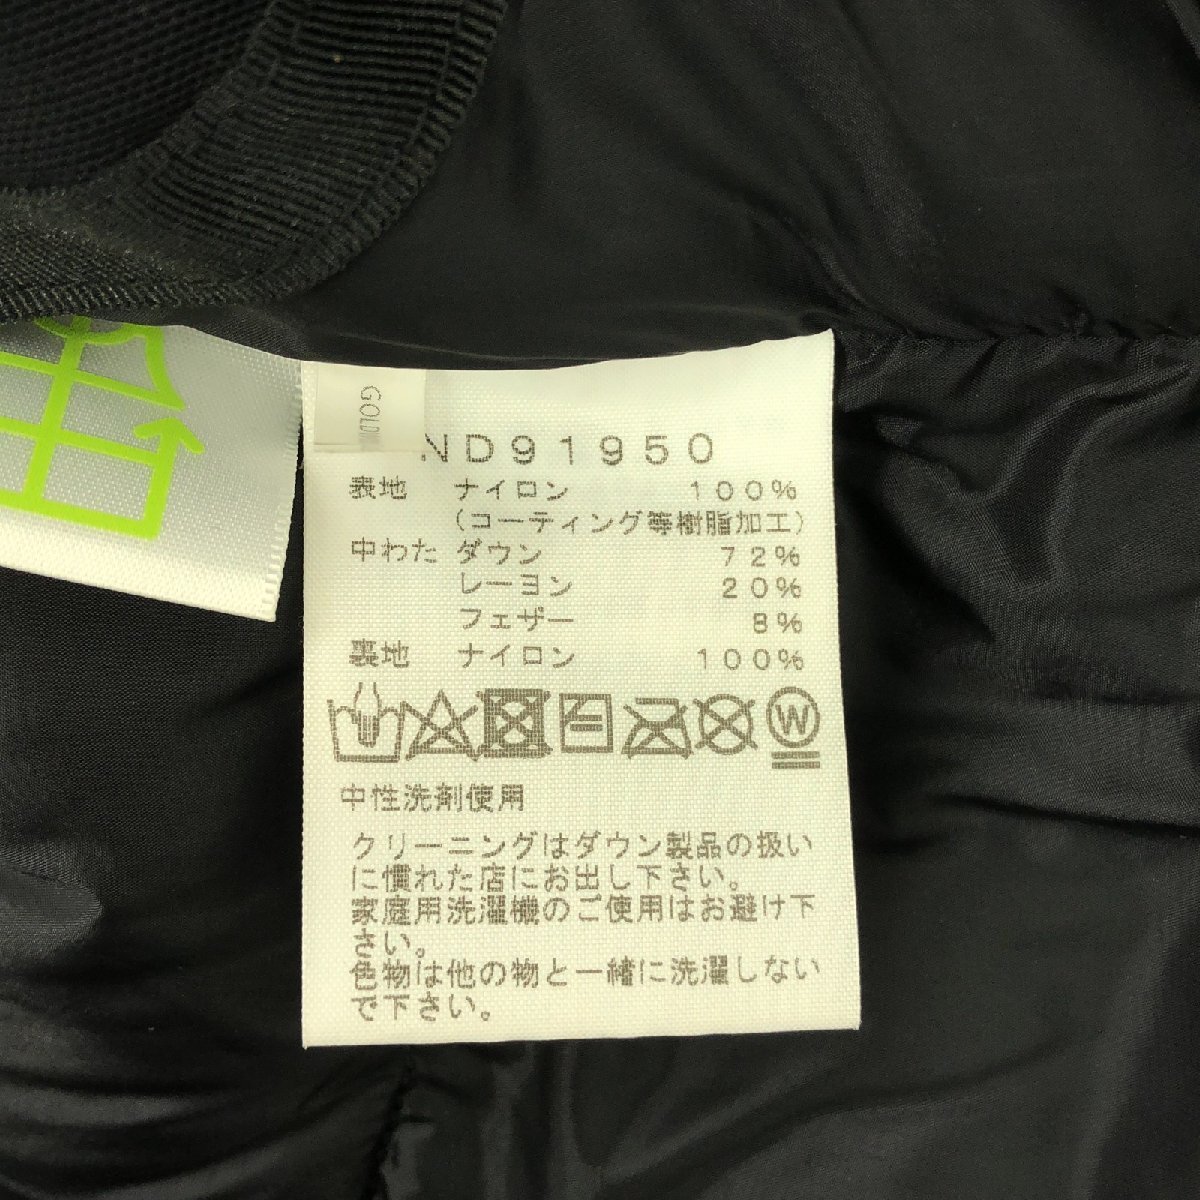 GOLD
ND91950
表地 ナイロン 100%
(コーティング等樹脂加工)
中わた ダウン 72%
レーヨン 20%
フェザー 8%
裏地 ナイロン 100%
W
中性洗剤使用
クリーニングはダウン製品の扱い
に慣れた店にお出し下さい。
家庭用洗濯機のご使用はお避け下
さい。
色物は他の物と一緒に洗濯しない
で下さい。